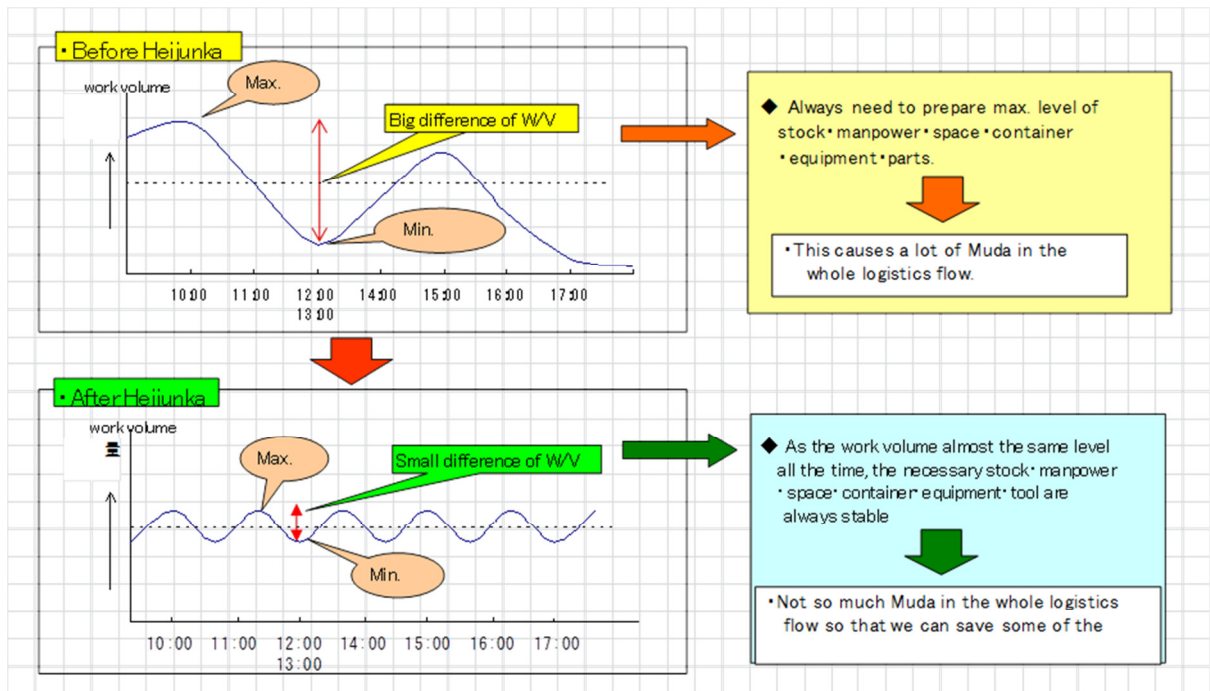 ・Before Heijunka
work volume
Max.
Big difference of W/V
Min.
10:00 11:00 12:00 14:00 15:00 16:00 17:00
13:00
◆ Always need to prepare max. level of
stock・manpower・space・container
・equipment・parts.
・This causes a lot of Muda in the
whole logistics flow.
・After Heijunka
work volume
Max.
Small difference of W/V
Min.
10:00 11:00 12:00 14:00 15:00 16:00 17:00
13:00
◆ As the work volume almost the same level
all the time, the necessary stock・manpower
・space・container・equipment・tool are
always stable
・Not so much Muda in the whole logistics
flow so that we can save some of the